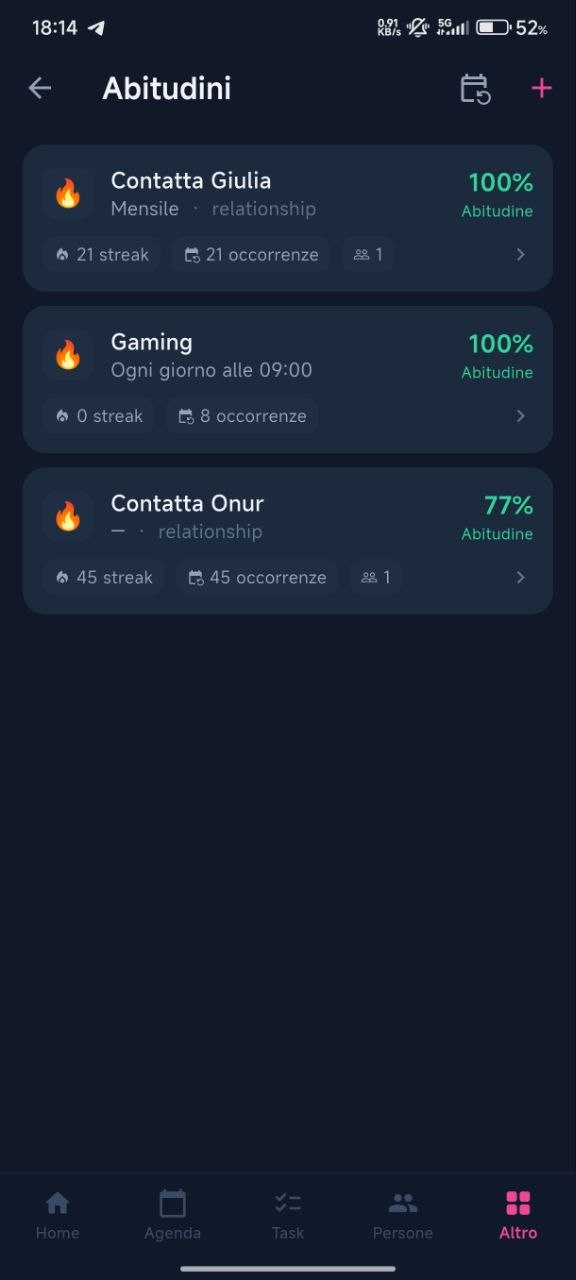 18:14 0,91 KB/s 5G 52%
Abitudini
Contatta Giulia 100%
Mensile · relationship Abitudine
21 streak 21 occorrenze 1
Gaming 100%
Ogni giorno alle 09:00 Abitudine
0 streak 8 occorrenze
Contatta Onur 77%
— · relationship Abitudine
45 streak 45 occorrenze 1
Home Agenda Task Persone Altro